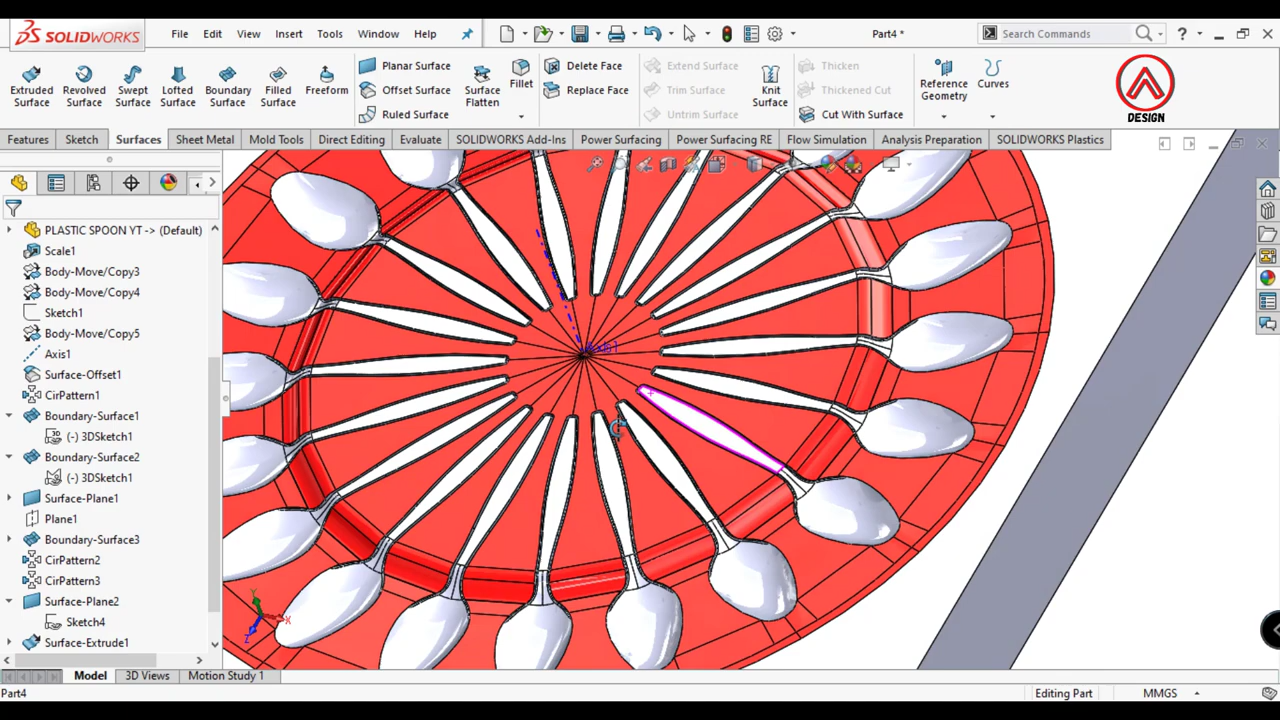 SOLIDWORKS
File Edit View Insert Tools Window Help
Part4 *
Search Commands
?
Extruded Surface
Revolved Surface
Swept Surface
Lofted Surface
Boundary Surface
Filled Surface
Freeform
Planar Surface
Offset Surface
Ruled Surface
Surface Flatten
Fillet
Delete Face
Replace Face
Extend Surface
Trim Surface
Untrim Surface
Knit Surface
Thicken
Thickened Cut
Cut With Surface
Reference Geometry
Curves
DESIGN
Features Sketch Surfaces Sheet Metal Mold Tools Direct Editing Evaluate SOLIDWORKS Add-Ins Power Surfacing Power Surfacing RE Flow Simulation Analysis Preparation SOLIDWORKS Plastics
PLASTIC SPOON YT -> (Default)
Scale1
Body-Move/Copy3
Body-Move/Copy4
Sketch1
Body-Move/Copy5
Axis1
Surface-Offset1
CirPattern1
Boundary-Surface1
(-) 3DSketch1
Boundary-Surface2
(-) 3DSketch1
Surface-Plane1
Plane1
Boundary-Surface3
CirPattern2
CirPattern3
Surface-Plane2
Sketch4
Surface-Extrude1
Axis1
Y
X
Z
Model 3D Views Motion Study 1
Part4
Editing Part
MMGS